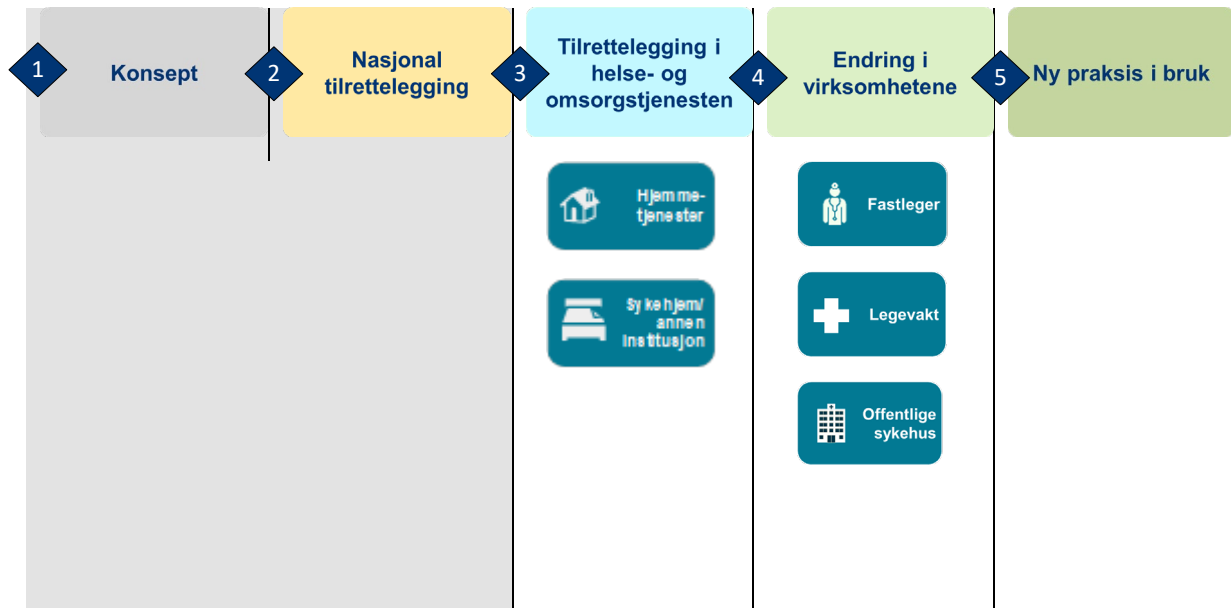 1
Konsept
2
Nasjonal
tilrettelegging
3
Tilrettelegging i
helse- og
omsorgstjenesten
4
Endring i
virksomhetene
5
Ny praksis i bruk
Hjemme-
tjenester
Sykehjem/
annen
institusjon
Fastleger
Legevakt
Offentlige
sykehus